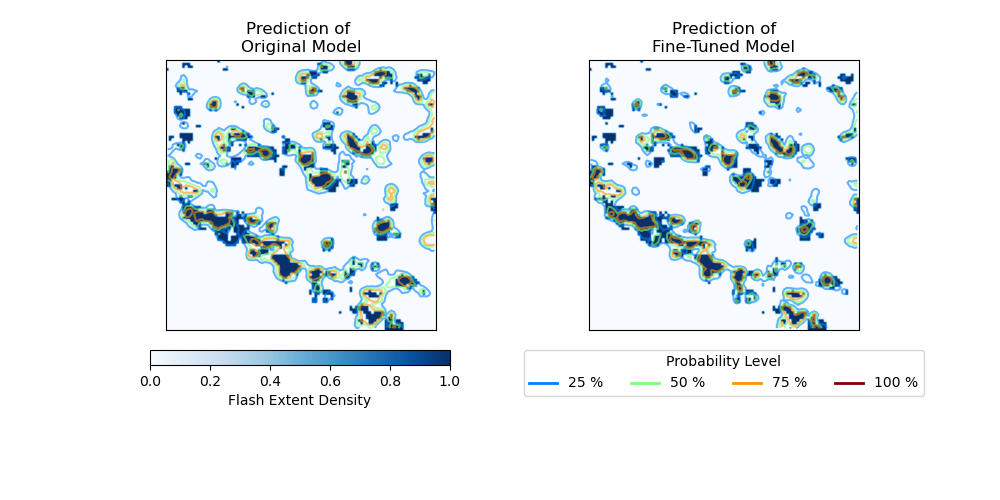 Prediction of
Original Model
Prediction of
Fine-Tuned Model
0.0 0.2 0.4 0.6 0.8 1.0
Flash Extent Density
Probability Level
25 % 50 % 75 % 100 %